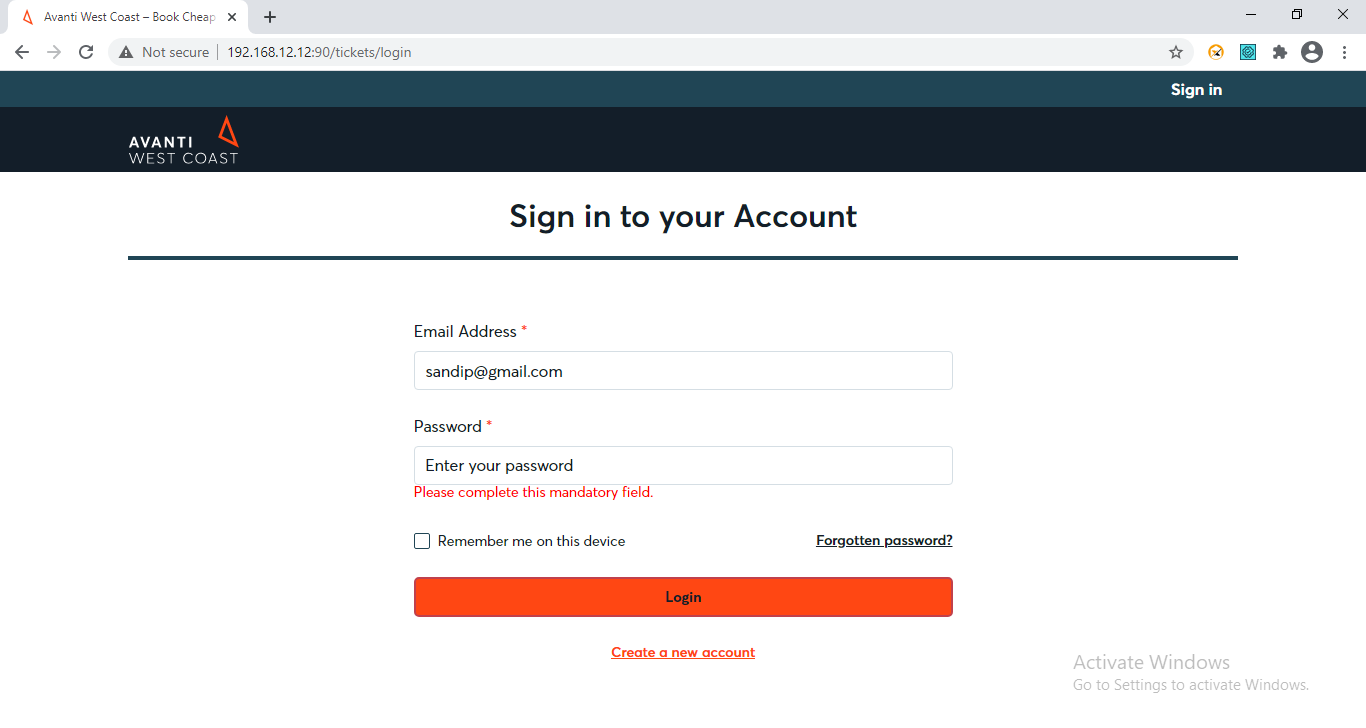 Avanti West Coast – Book Cheap
Not secure
192.168.12.12:90/tickets/login
Sign in
AVANTI
WEST COAST
Sign in to your Account
Email Address *
sandip@gmail.com
Password *
Enter your password
Please complete this mandatory field.
Remember me on this device
Forgotten password?
Login
Create a new account
Activate Windows
Go to Settings to activate Windows.